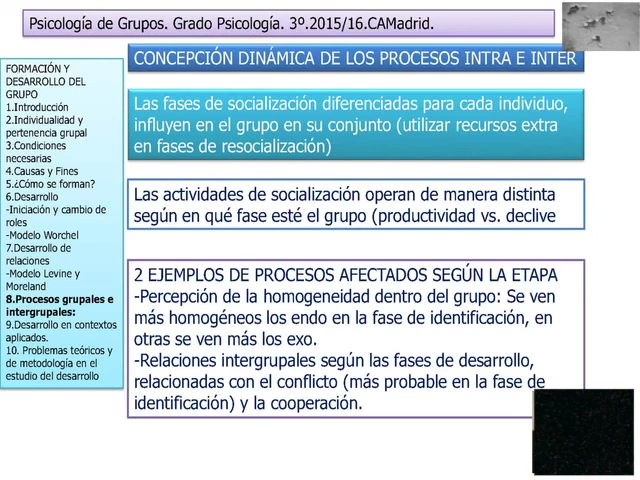 Psicología de Grupos. Grado Psicología. 3º.2015/16.CAMadrid.
FORMACIÓN Y
DESARROLLO DEL
GRUPO
1.Introducción
2.Individualidad y
pertenencia grupal
3.Condiciones
necesarias
4.Causas y Fines
5.¿Cómo se forman?
6.Desarrollo
-Iniciación y cambio de
roles
-Modelo Worchel
7.Desarrollo de
relaciones
-Modelo Levine y
Moreland
8.Procesos grupales e
intergrupales:
9.Desarrollo en contextos
aplicados.
10. Problemas teóricos y
de metodología en el
estudio del desarrollo
CONCEPCIÓN DINÁMICA DE LOS PROCESOS INTRA E INTER
Las fases de socialización diferenciadas para cada individuo,
influyen en el grupo en su conjunto (utilizar recursos extra
en fases de resocialización)
Las actividades de socialización operan de manera distinta
según en qué fase esté el grupo (productividad vs. declive
2 EJEMPLOS DE PROCESOS AFECTADOS SEGÚN LA ETAPA
-Percepción de la homogeneidad dentro del grupo: Se ven
más homogéneos los endo en la fase de identificación, en
otras se ven más los exo.
-Relaciones intergrupales según las fases de desarrollo,
relacionadas con el conflicto (más probable en la fase de
identificación) y la cooperación.